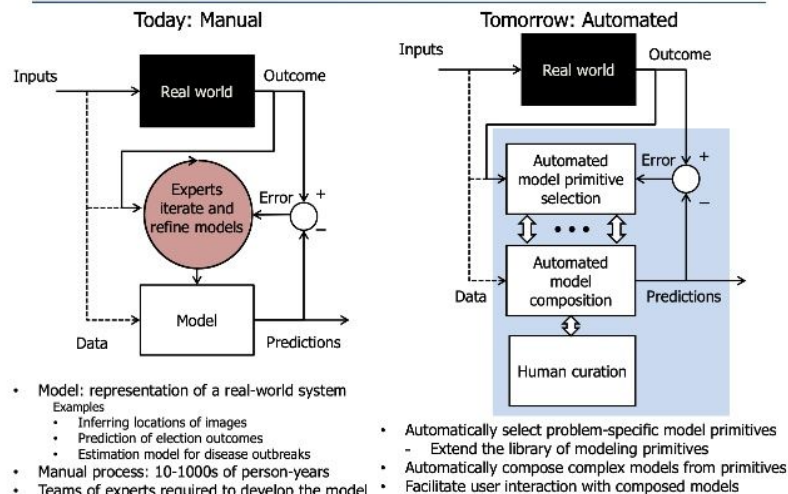 Today: Manual
Inputs
Real world
Outcome
Experts
iterate and
refine models
Error
+
–
Model
Data
Predictions
• Model: representation of a real-world system
Examples
• Inferring locations of images
• Prediction of election outcomes
• Estimation model for disease outbreaks
• Manual process: 10-1000s of person-years
• Teams of experts required to develop the model
Tomorrow: Automated
Inputs
Real world
Outcome
Automated
model primitive
selection
Error
+
–
• • •
Automated
model
composition
Data
Predictions
Human curation
• Automatically select problem-specific model primitives
- Extend the library of modeling primitives
• Automatically compose complex models from primitives
• Facilitate user interaction with composed models